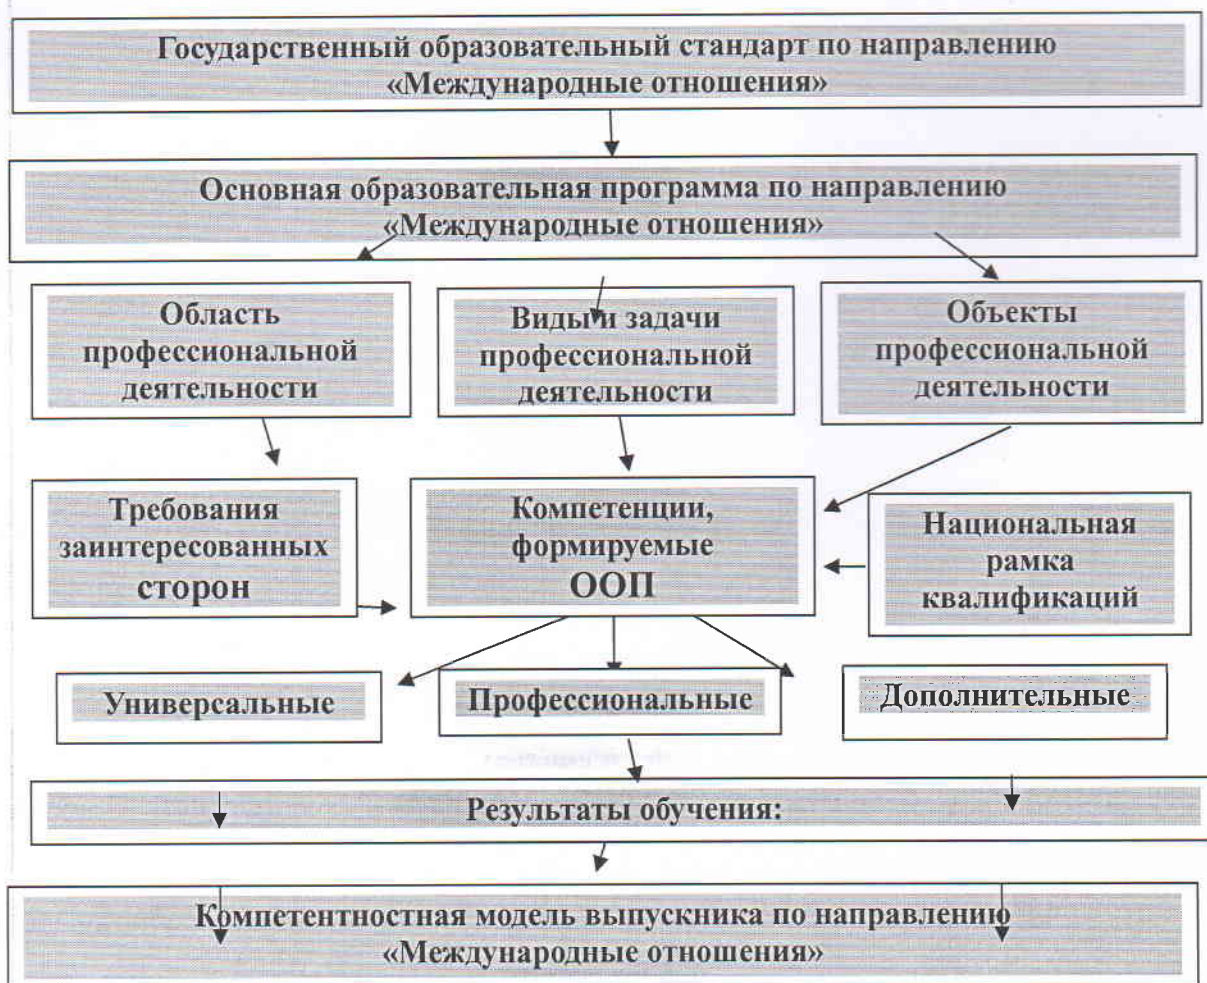 Государственный образовательный стандарт по направлению
«Международные отношения»
Основная образовательная программа по направлению
«Международные отношения»
Область
профессиональной
деятельности
Виды и задачи
профессиональной
деятельности
Объекты
профессиональной
деятельности
Требования
заинтересованных
сторон
Компетенции,
формируемые
ООП
Национальная
рамка
квалификаций
Универсальные
Профессиональные
Дополнительные
Результаты обучения:
Компетентностная модель выпускника по направлению
«Международные отношения»